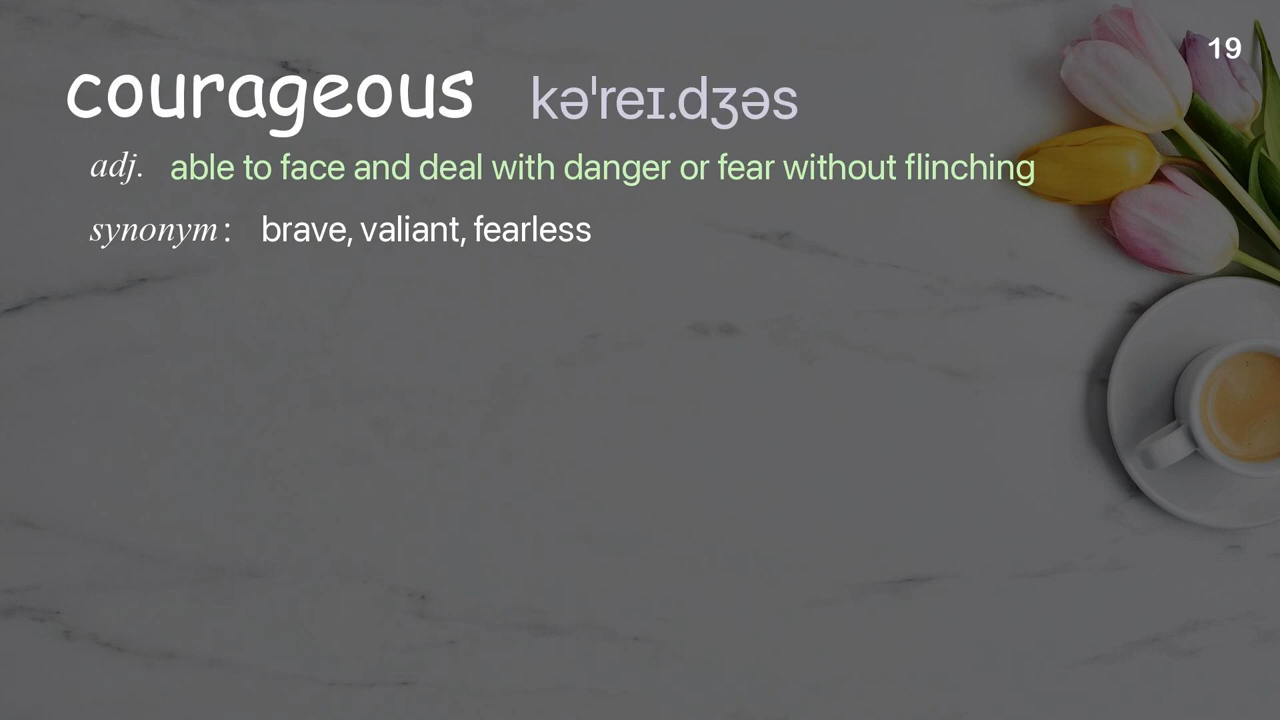 19
courageous kəˈreɪ.dʒəs
adj. able to face and deal with danger or fear without flinching
synonym: brave, valiant, fearless